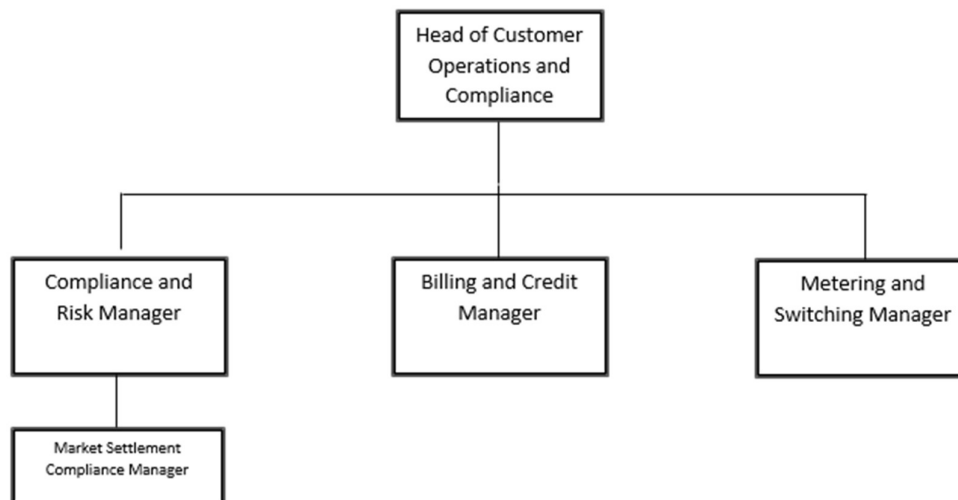 Head of Customer
Operations and
Compliance
Compliance and
Risk Manager
Billing and Credit
Manager
Metering and
Switching Manager
Market Settlement
Compliance Manager